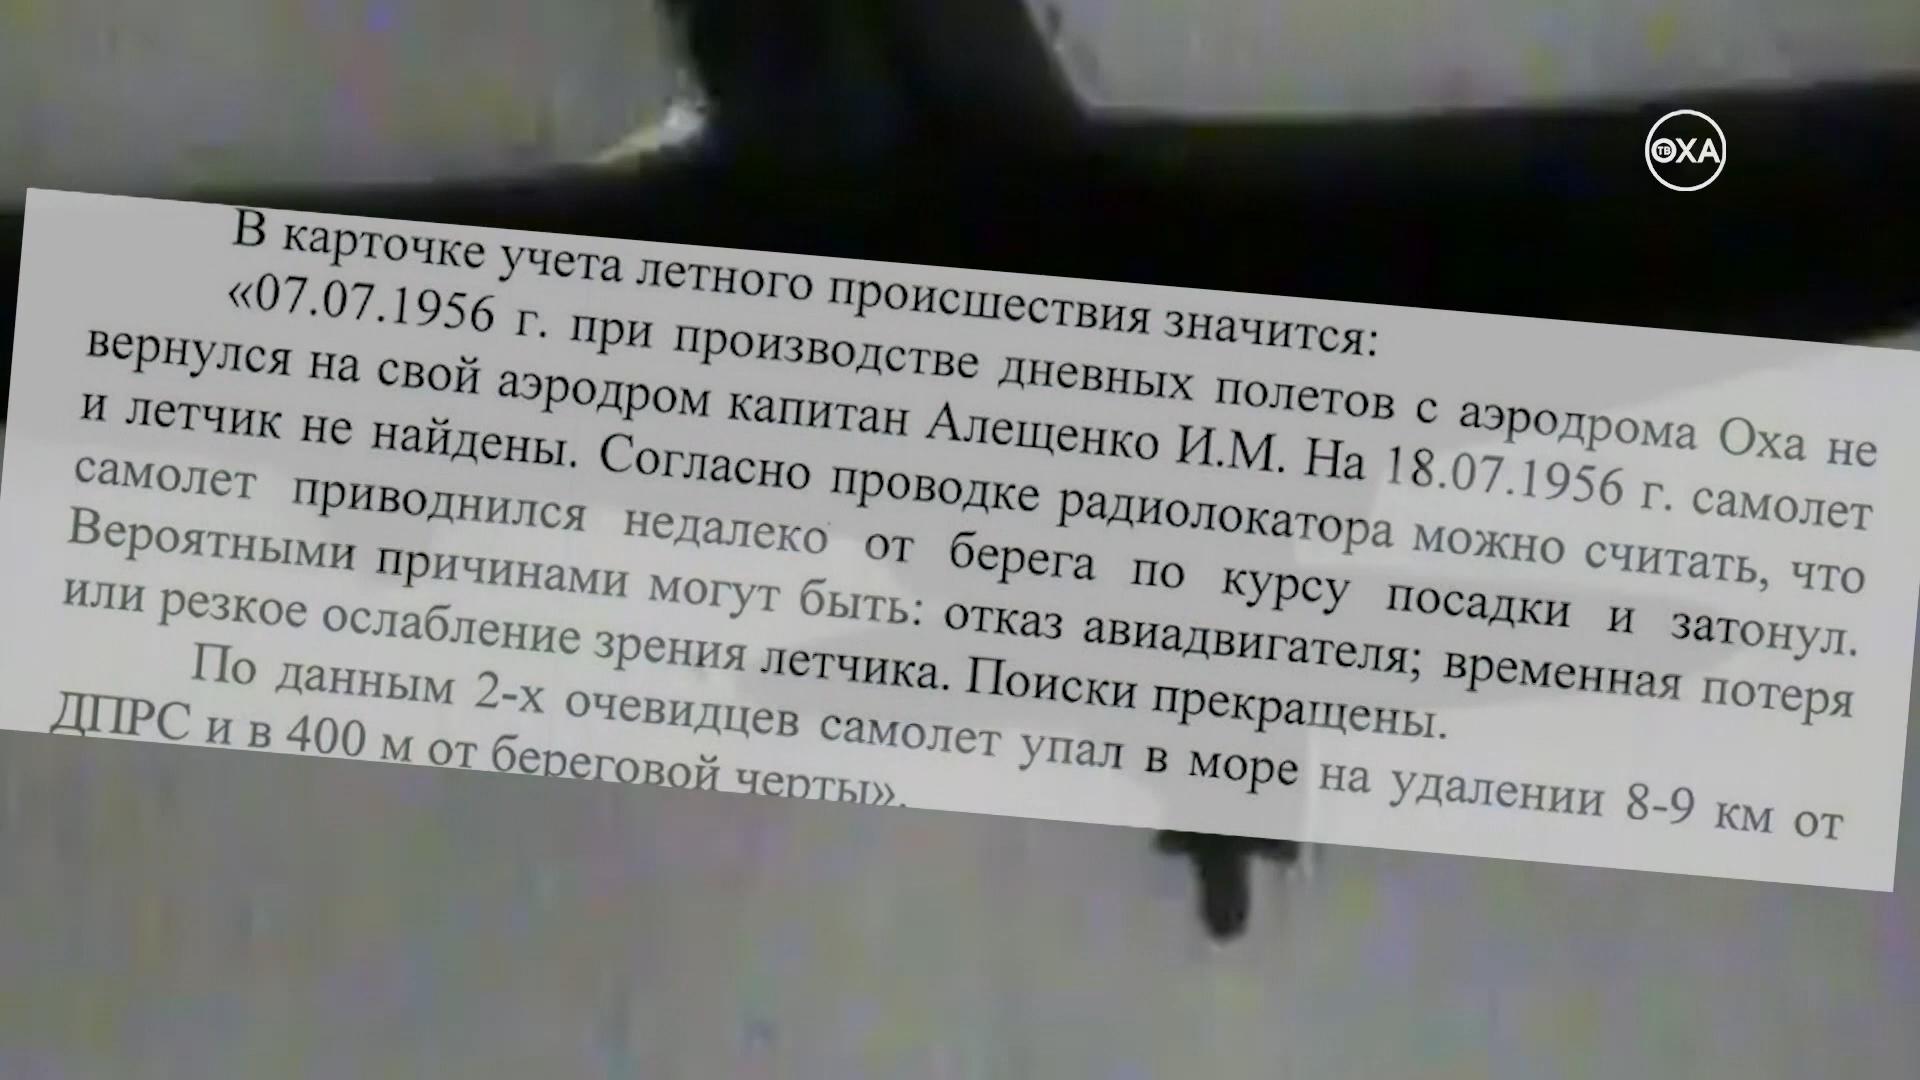 ТВ ОХА
В карточке учета летного происшествия значится:
«07.07.1956 г. при производстве дневных полетов с аэродрома Оха не
вернулся на свой аэродром капитан Алещенко И.М. На 18.07.1956 г. самолет
и летчик не найдены. Согласно проводке радиолокатора можно считать, что
самолет приводнился недалеко от берега по курсу посадки и затонул.
Вероятными причинами могут быть: отказ авиадвигателя; временная потеря
или резкое ослабление зрения летчика. Поиски прекращены.
По данным 2-х очевидцев самолет упал в море на удалении 8-9 км от
ДПРС и в 400 м от береговой черты».